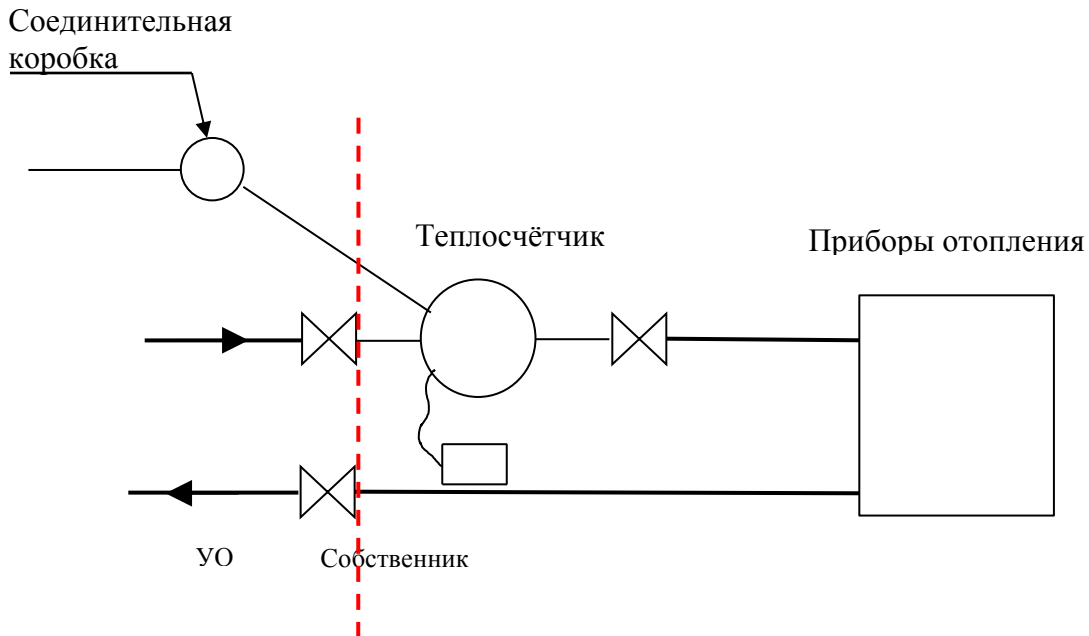 Соединительная
коробка
Теплосчётчик
Приборы отопления
УО
Собственник